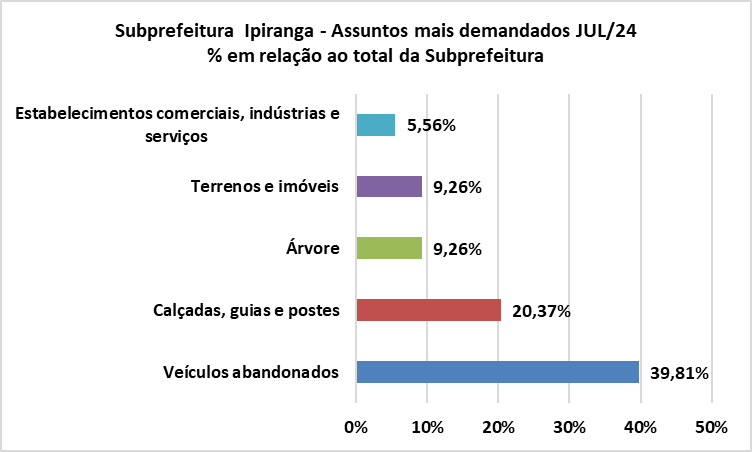 Subprefeitura Ipiranga - Assuntos mais demandados JUL/24
% em relação ao total da Subprefeitura
Estabelecimentos comerciais, indústrias e
serviços
5,56%
Terrenos e imóveis
9,26%
Árvore
9,26%
Calçadas, guias e postes
20,37%
Veículos abandonados
39,81%
0% 10% 20% 30% 40% 50%